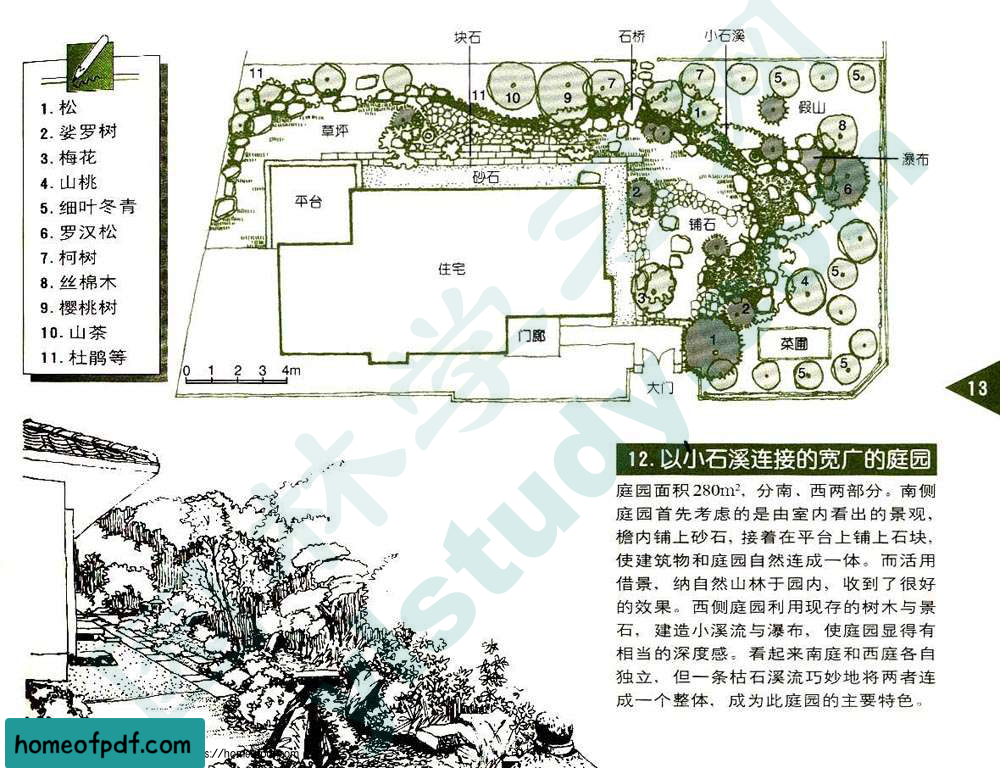 块石
石桥
小石溪
1. 松
2. 娑罗树
3. 梅花
4. 山桃
5. 细叶冬青
6. 罗汉松
7. 柯树
8. 丝棉木
9. 樱桃树
10. 山茶
11. 杜鹃等
11
11
10
9
7
7
1
5
5
假山
8
瀑布
6
草坪
砂石
平台
2
铺石
住宅
3
4
5
2
门廊
1
菜圃
大门
5
5
0 1 2 3 4m
13
12.以小石溪连接的宽广的庭园
庭园面积280m²，分南、西两部分。南侧
庭园首先考虑的是由室内看出的景观，
檐内铺上砂石，接着在平台上铺上石块，
使建筑物和庭园自然连成一体。而活用
借景，纳自然山林于园内，收到了很好
的效果。西侧庭园利用现存的树木与景
石，建造小溪流与瀑布，使庭园显得有
相当的深度感。看起来南庭和西庭各自
独立，但一条枯石溪流巧妙地将两者连
成一个整体，成为此庭园的主要特色。
homeofpdf.com